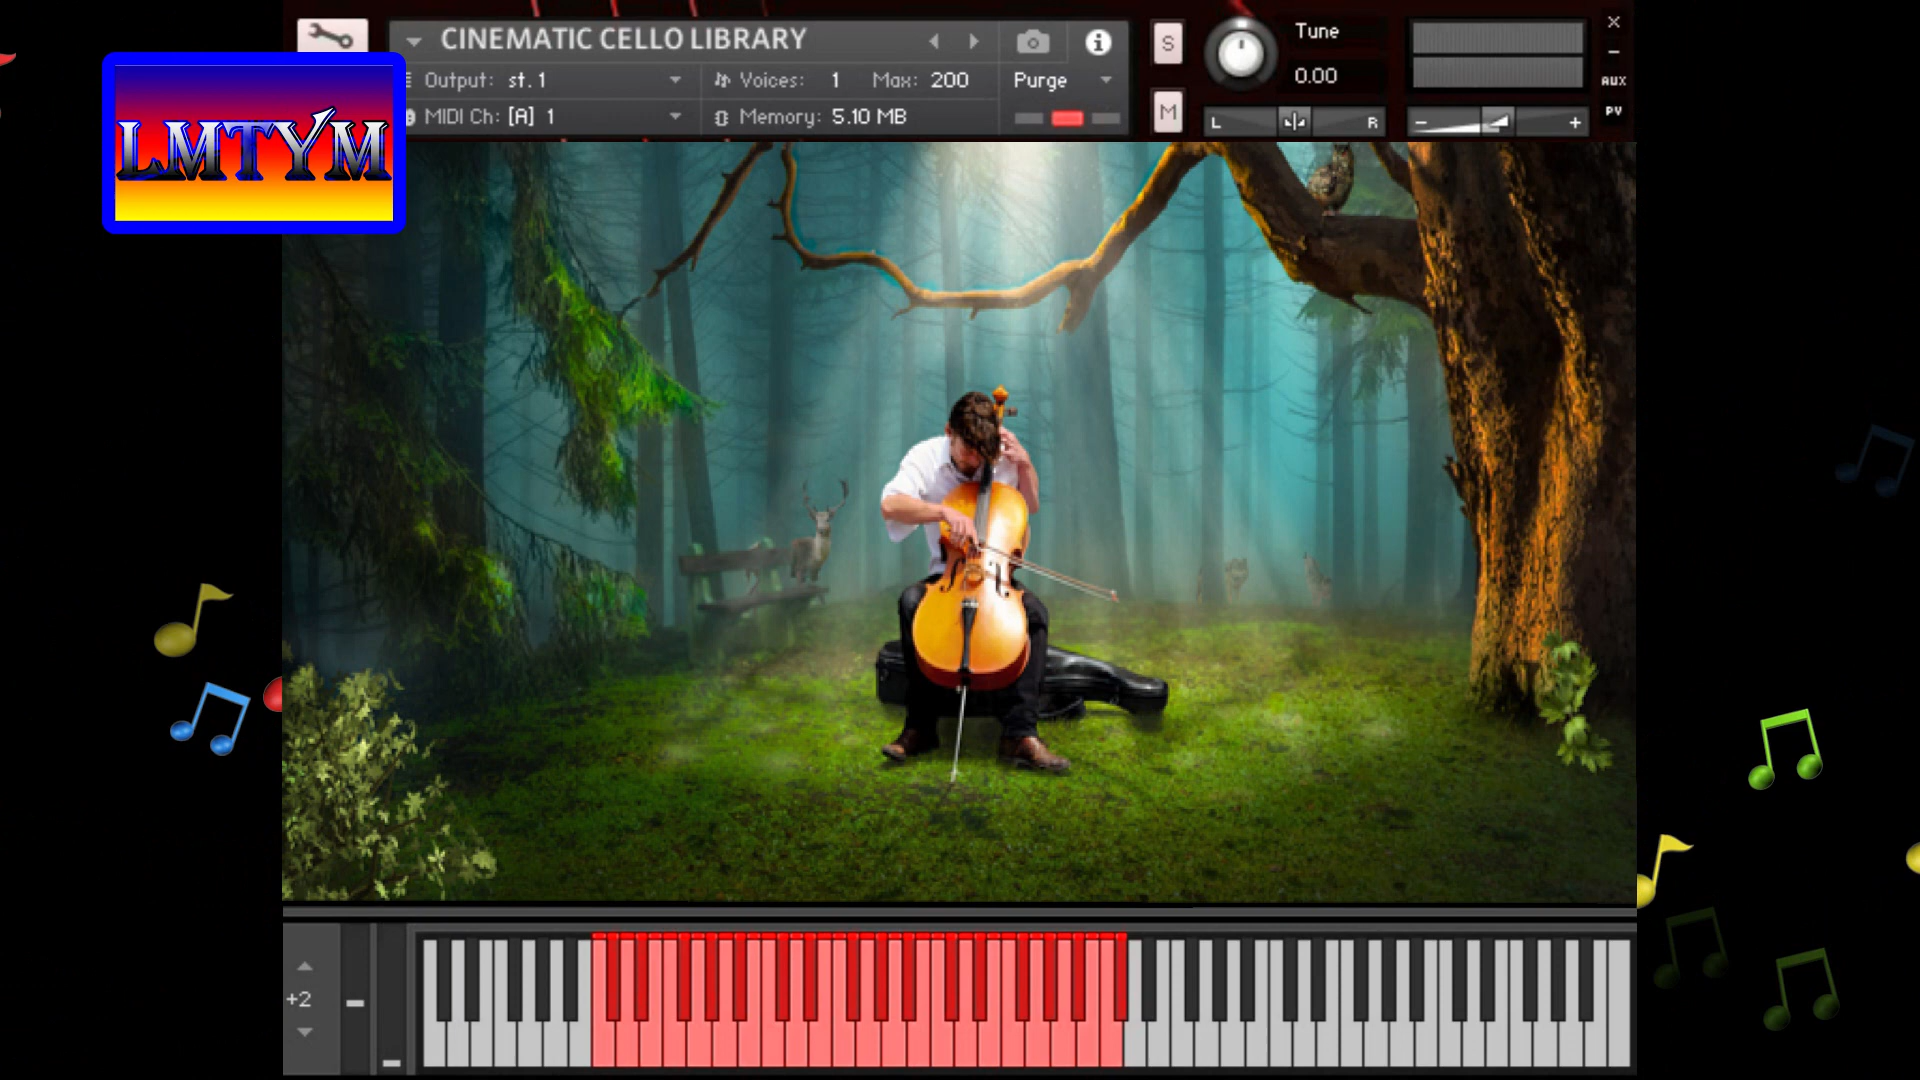 CINEMATIC CELLO LIBRARY
Output: st. 1
Voices: 1 Max: 200
Purge
MIDI Ch: [A] 1
Memory: 5.10 MB
S
M
Tune
0.00
L R
- +
AUX
PV
LMTYM
+2